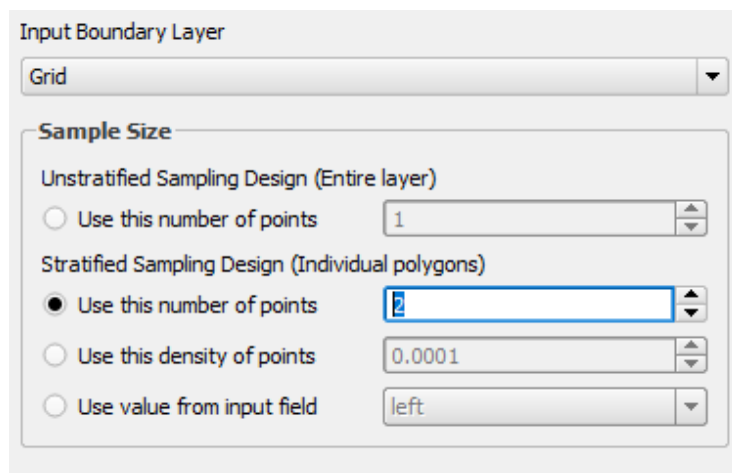 Input Boundary Layer
Grid
Sample Size
Unstratified Sampling Design (Entire layer)
Use this number of points 1
Stratified Sampling Design (Individual polygons)
Use this number of points 2
Use this density of points 0.0001
Use value from input field left